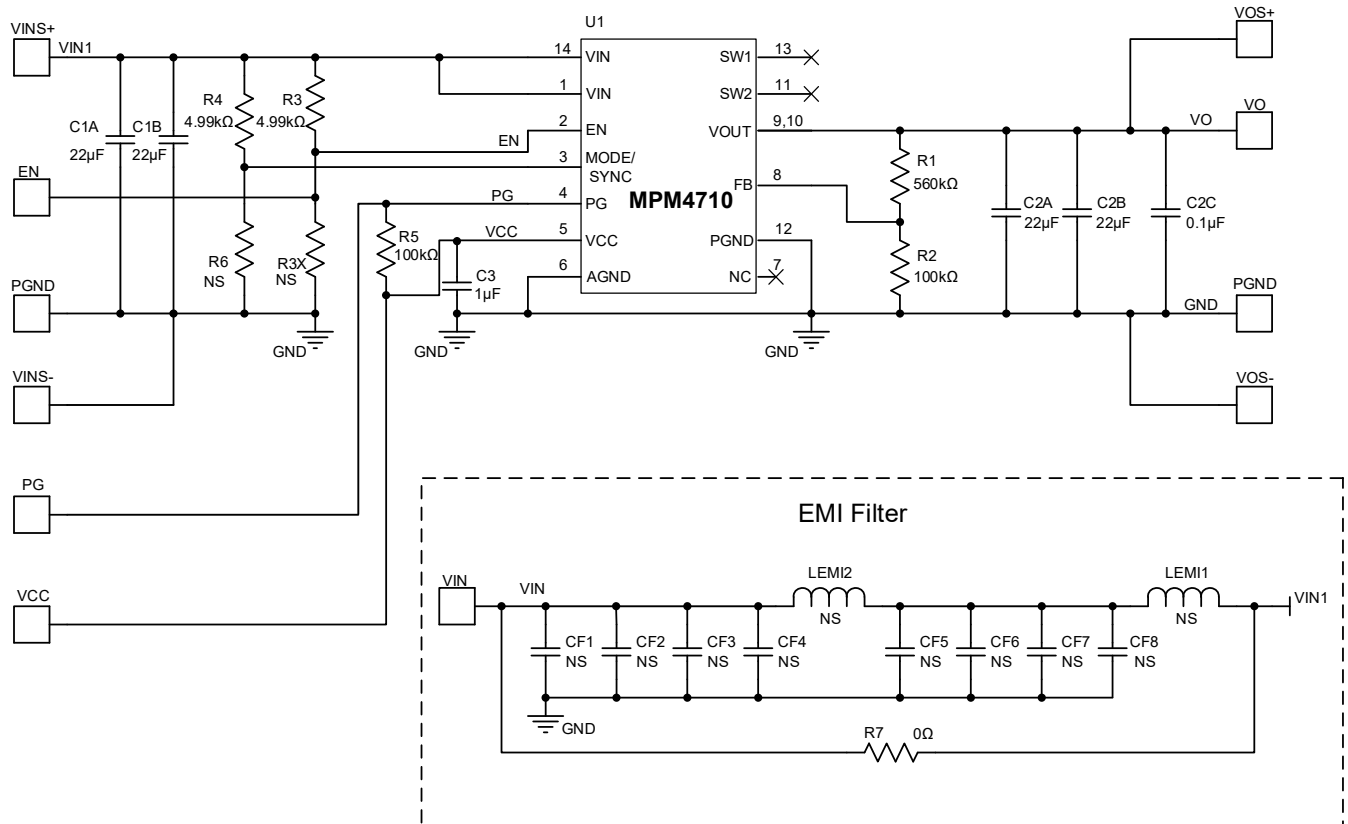 VINS+
VIN1
C1A
22µF
C1B
22µF
R4
4.99kΩ
R3
4.99kΩ
EN
EN
PGND
R6
NS
R3X
NS
GND
VINS-
PG
R5
100kΩ
VCC
C3
1µF
GND
PG
VCC
U1
14 VIN
1 VIN
2 EN
3 MODE/
SYNC
4 PG
5 VCC
6 AGND
MPM4710
SW1 13
SW2 11
VOUT 9,10
FB 8
PGND 12
NC 7
GND
R1
560kΩ
R2
100kΩ
C2A
22µF
C2B
22µF
C2C
0.1µF
VOS+
VO
VO
PGND
GND
VOS-
EMI Filter
VIN
VIN
CF1
NS
CF2
NS
CF3
NS
CF4
NS
LEMI2
NS
CF5
NS
CF6
NS
CF7
NS
CF8
NS
LEMI1
NS
VIN1
GND
R7 0Ω